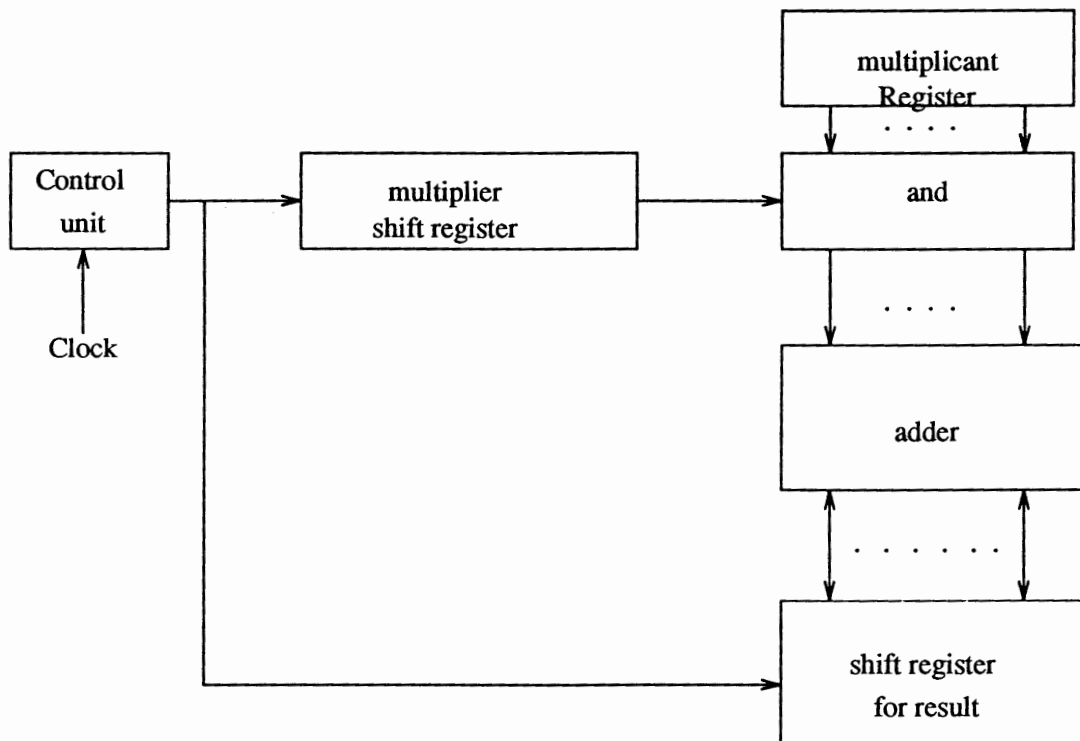 multiplicant
Register
. . . .
Control
unit
multiplier
shift register
and
. . . .
Clock
adder
. . . . . .
shift register
for result